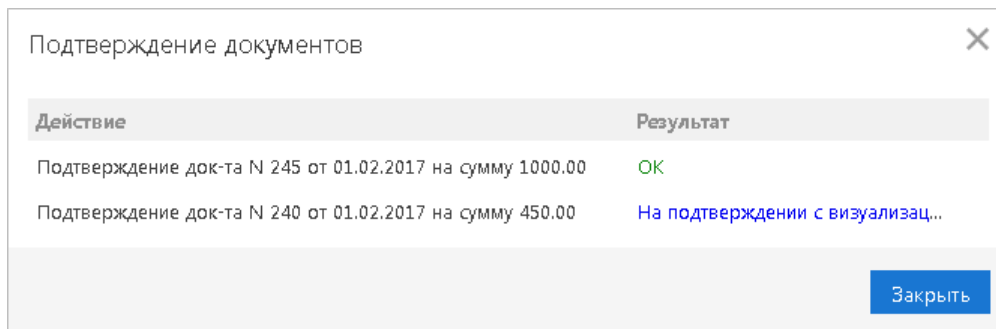 Подтверждение документов
Действие Результат
Подтверждение док-та N 245 от 01.02.2017 на сумму 1000.00 OK
Подтверждение док-та N 240 от 01.02.2017 на сумму 450.00 На подтверждении с визуализац...
Закрыть